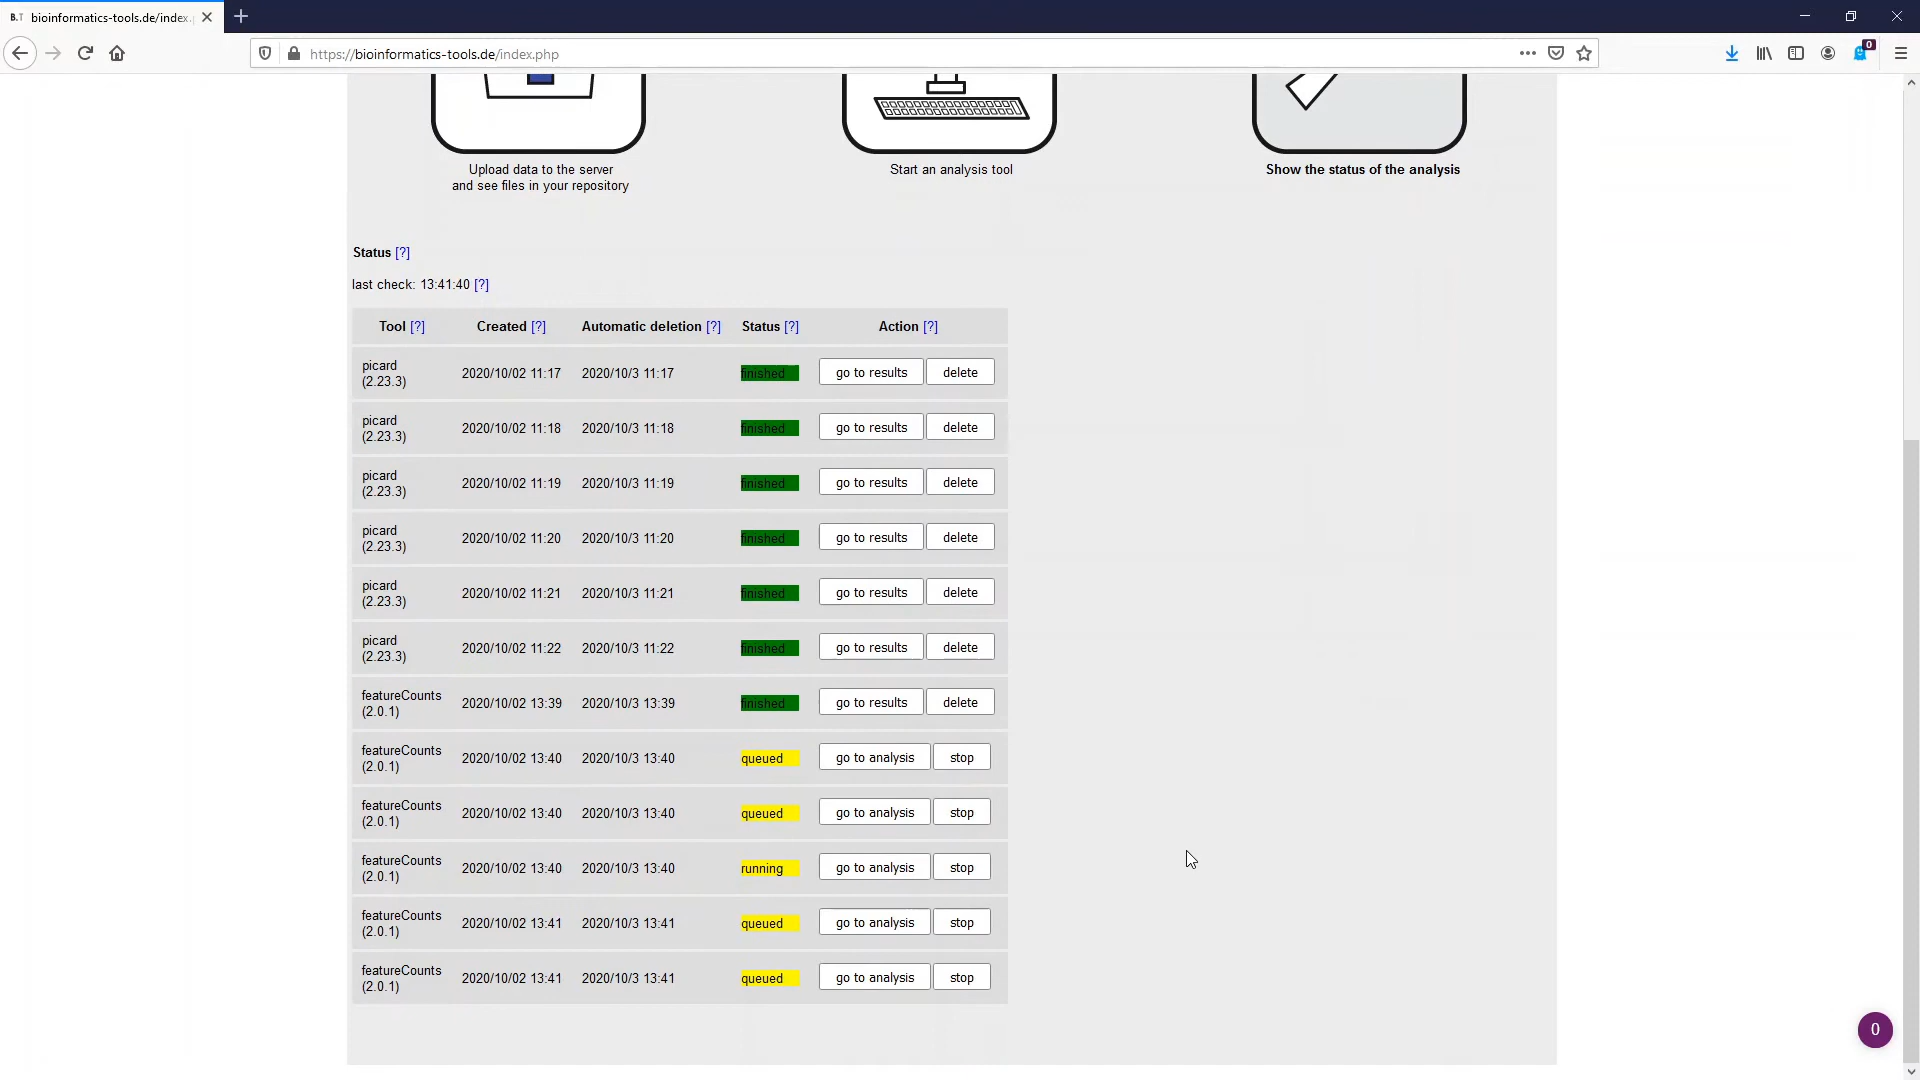 B.T bioinformatics-tools.de/index.
https://bioinformatics-tools.de/index.php
0
Upload data to the server
and see files in your repository
Start an analysis tool
Show the status of the analysis
Status [?]
last check: 13:41:40 [?]
Tool [?] Created [?] Automatic deletion [?] Status [?] Action [?]
picard
(2.23.3) 2020/10/02 11:17 2020/10/3 11:17 finished go to results delete
picard
(2.23.3) 2020/10/02 11:18 2020/10/3 11:18 finished go to results delete
picard
(2.23.3) 2020/10/02 11:19 2020/10/3 11:19 finished go to results delete
picard
(2.23.3) 2020/10/02 11:20 2020/10/3 11:20 finished go to results delete
picard
(2.23.3) 2020/10/02 11:21 2020/10/3 11:21 finished go to results delete
picard
(2.23.3) 2020/10/02 11:22 2020/10/3 11:22 finished go to results delete
featureCounts
(2.0.1) 2020/10/02 13:39 2020/10/3 13:39 finished go to results delete
featureCounts
(2.0.1) 2020/10/02 13:40 2020/10/3 13:40 queued go to analysis stop
featureCounts
(2.0.1) 2020/10/02 13:40 2020/10/3 13:40 queued go to analysis stop
featureCounts
(2.0.1) 2020/10/02 13:40 2020/10/3 13:40 running go to analysis stop
featureCounts
(2.0.1) 2020/10/02 13:41 2020/10/3 13:41 queued go to analysis stop
featureCounts
(2.0.1) 2020/10/02 13:41 2020/10/3 13:41 queued go to analysis stop
0